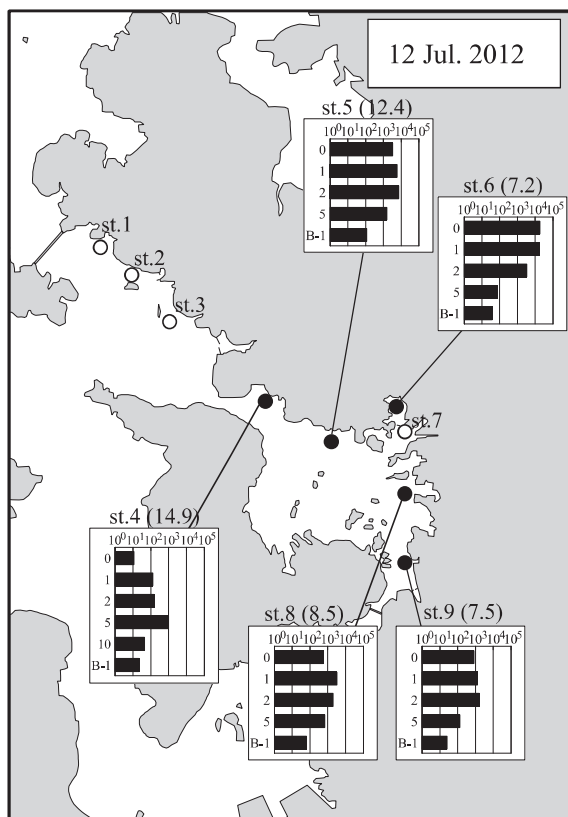 12 Jul. 2012
st.5 (12.4)
10⁰10¹10²10³10⁴10⁵
0
1
2
5
B-1
st.6 (7.2)
10⁰10¹10²10³10⁴10⁵
0
1
2
5
B-1
st.1
st.2
st.3
st.7
st.4 (14.9)
10⁰10¹10²10³10⁴10⁵
0
1
2
5
10
B-1
st.8 (8.5)
10⁰10¹10²10³10⁴10⁵
0
1
2
5
B-1
st.9 (7.5)
10⁰10¹10²10³10⁴10⁵
0
1
2
5
B-1